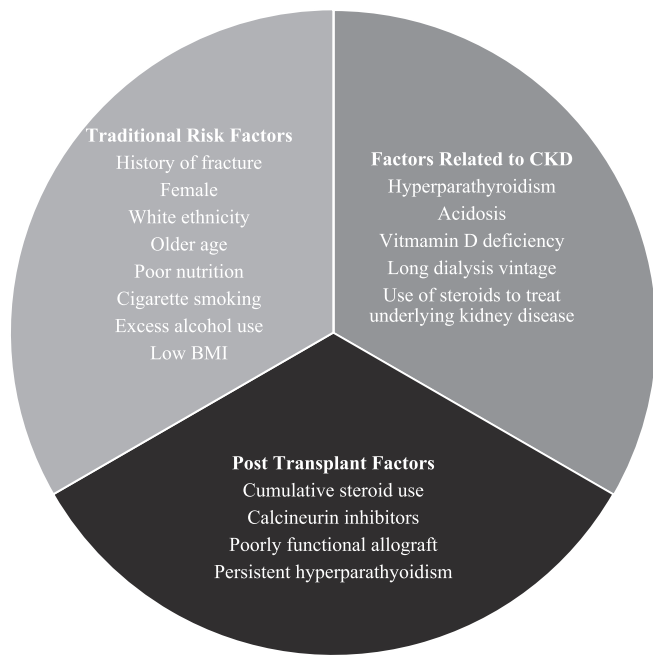 Traditional Risk Factors
History of fracture
Female
White ethnicity
Older age
Poor nutrition
Cigarette smoking
Excess alcohol use
Low BMI
Factors Related to CKD
Hyperparathyroidism
Acidosis
Vitmamin D deficiency
Long dialysis vintage
Use of steroids to treat
underlying kidney disease
Post Transplant Factors
Cumulative steroid use
Calcineurin inhibitors
Poorly functional allograft
Persistent hyperparathyoidism